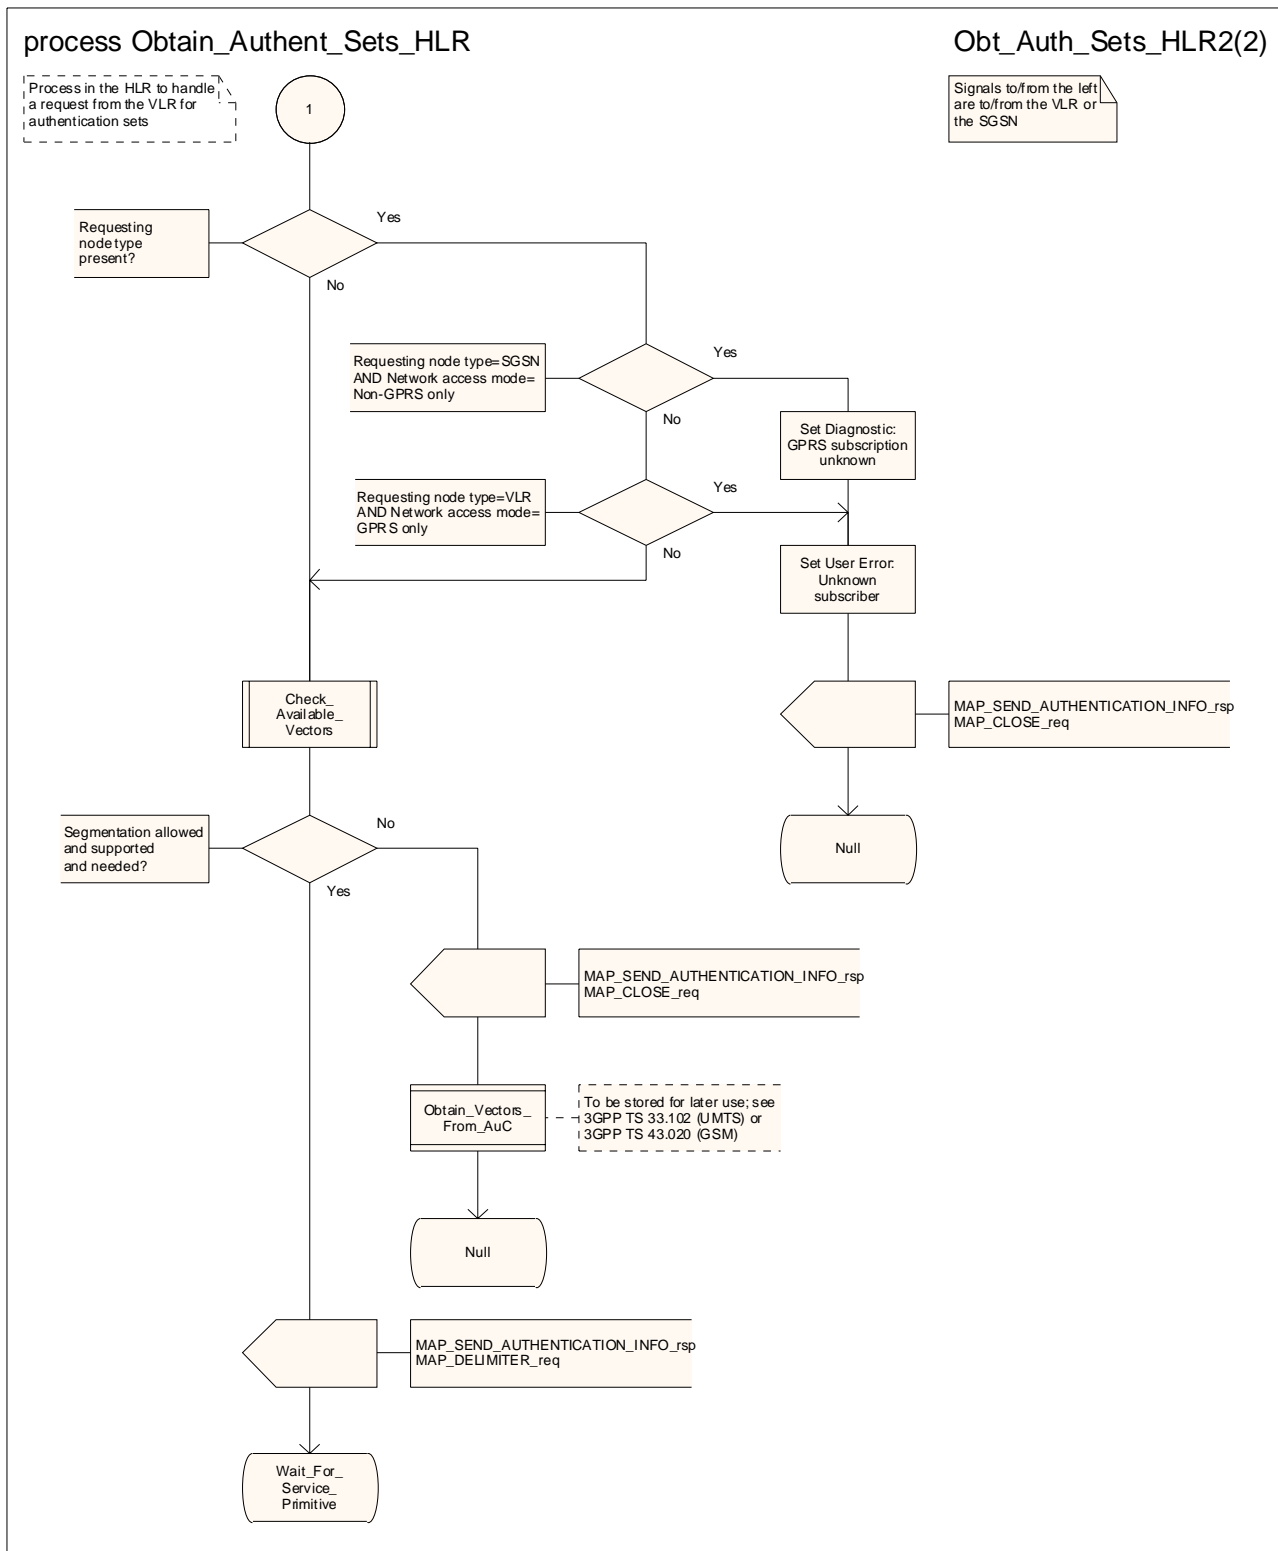 process Obtain_Authent_Sets_HLR
Obt_Auth_Sets_HLR2(2)
Process in the HLR to handle
a request from the VLR for
authentication sets
1
Signals to/from the left
are to/from the VLR or
the SGSN
Requesting
node type
present?
Yes
No
Requesting node type=SGSN
AND Network access mode=
Non-GPRS only
Yes
No
Set Diagnostic:
GPRS subscription
unknown
Requesting node type=VLR
AND Network access mode=
GPRS only
Yes
No
Set User Error:
Unknown
subscriber
Check_
Available_
Vectors
MAP_SEND_AUTHENTICATION_INFO_rsp
MAP_CLOSE_req
Segmentation allowed
and supported
and needed?
No
Yes
Null
MAP_SEND_AUTHENTICATION_INFO_rsp
MAP_CLOSE_req
Obtain_Vectors_
From_AuC
To be stored for later use; see
3GPP TS 33.102 (UMTS) or
3GPP TS 43.020 (GSM)
Null
MAP_SEND_AUTHENTICATION_INFO_rsp
MAP_DELIMITER_req
Wait_For_
Service_
Primitive